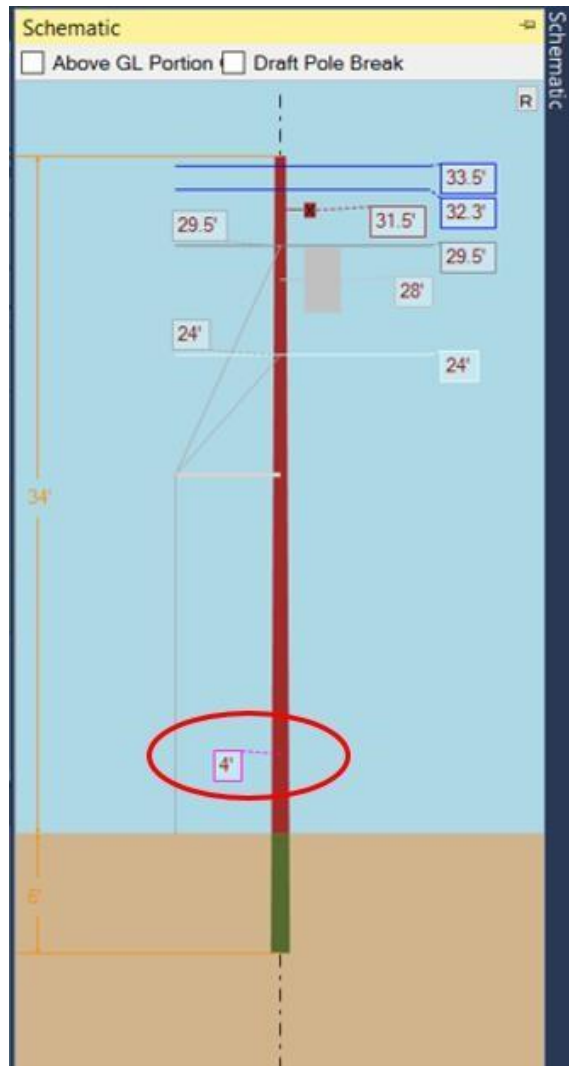 Schematic
Schematic
Above GL Portion
Draft Pole Break
R
33.5'
32.3'
31.5'
29.5'
29.5'
28'
24'
24'
34'
4'
6'